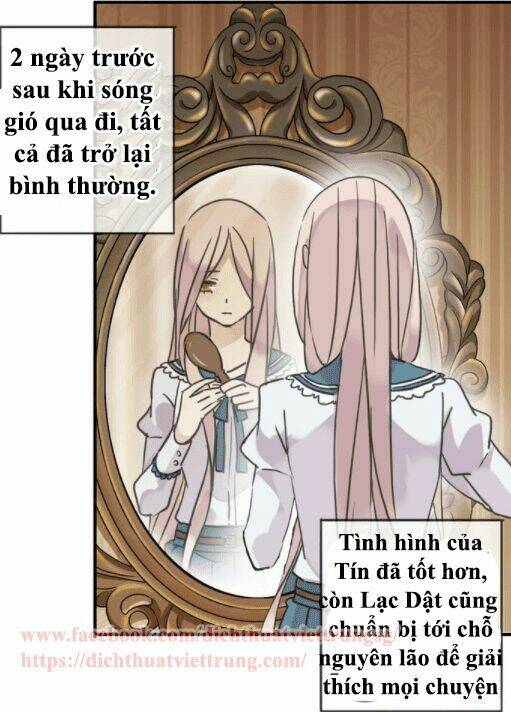 2 ngày trước
sau khi sóng
gió qua đi, tất
cả đã trở lại
bình thường.
Tình hình của
Tín đã tốt hơn,
còn Lạc Dật cũng
chuẩn bị tới chỗ
nguyên lão để giải
thích mọi chuyện
www.facebook.com/dichthuatviettrungsg/
https://dichthuatviettrung.com/